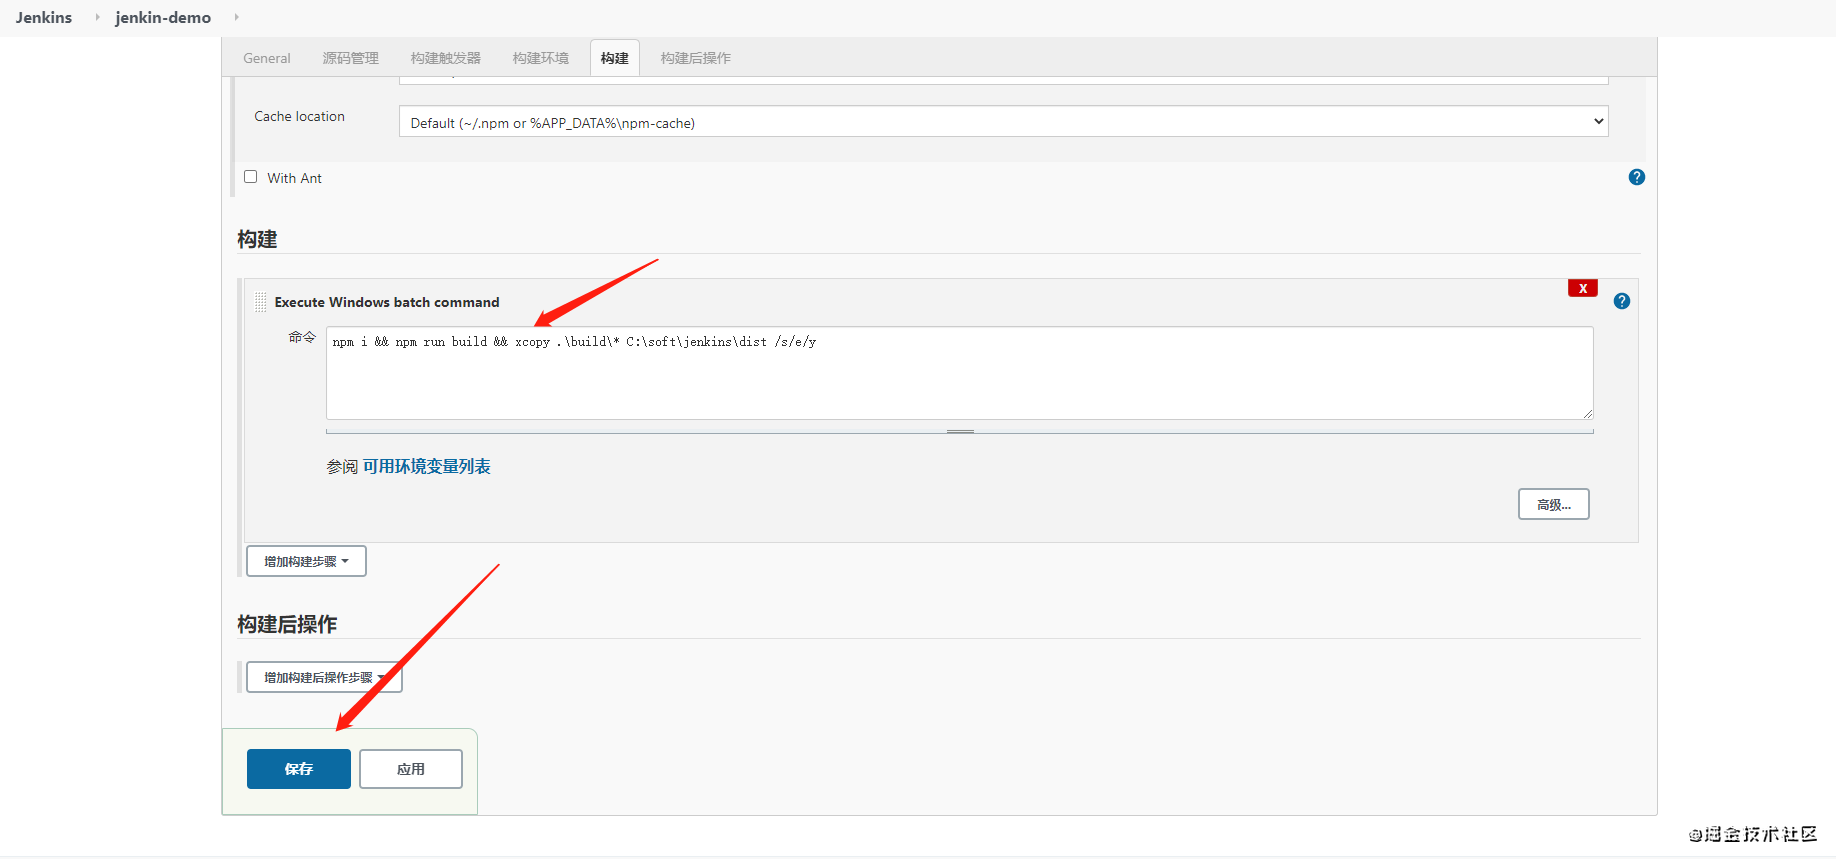 Jenkins jenkin-demo
General 源码管理 构建触发器 构建环境 构建 构建后操作
Cache location
Default (~/.npm or %APP_DATA%\npm-cache)
With Ant
?
构建
X
Execute Windows batch command
?
命令
npm i && npm run build && xcopy .\build\* C:\soft\jenkins\dist /s/e/y
参阅 可用环境变量列表
高级...
增加构建步骤
构建后操作
增加构建后操作步骤
保存 应用
@掘金技术社区